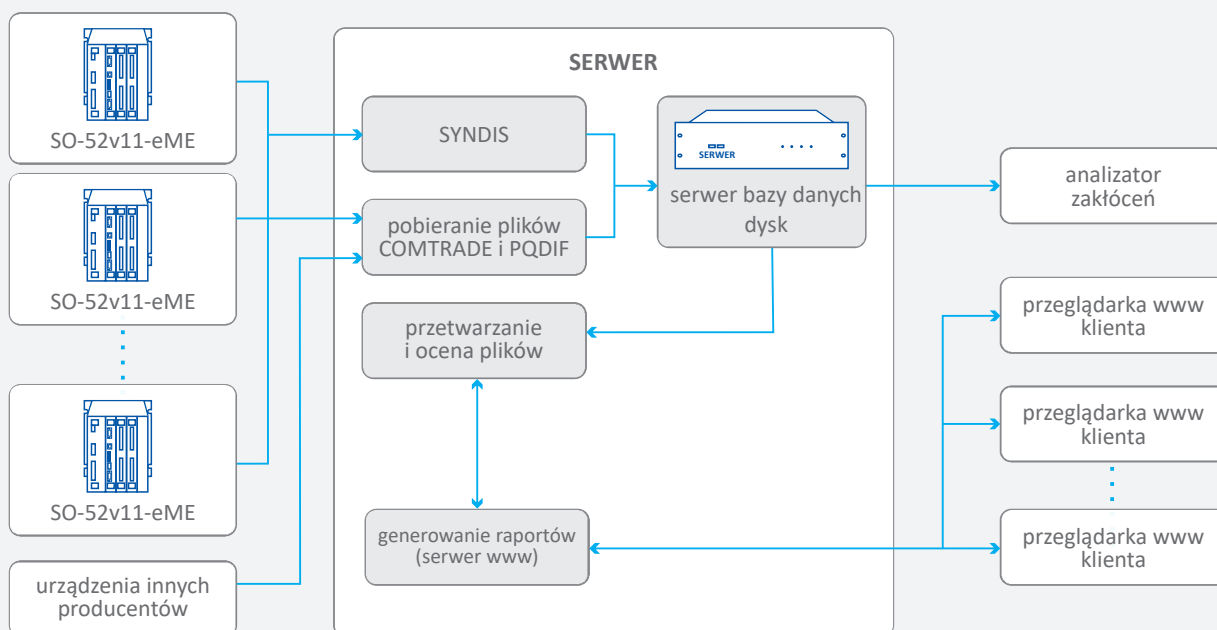 SO-52v11-eME
SO-52v11-eME
SO-52v11-eME
urządzenia innych
producentów
SERWER
SYNDIS
pobieranie plików
COMTRADE i PQDIF
przetwarzanie
i ocena plików
generowanie raportów
(serwer www)
SERWER
serwer bazy danych
dysk
analizator
zakłóceń
przeglądarka www
klienta
przeglądarka www
klienta
przeglądarka www
klienta